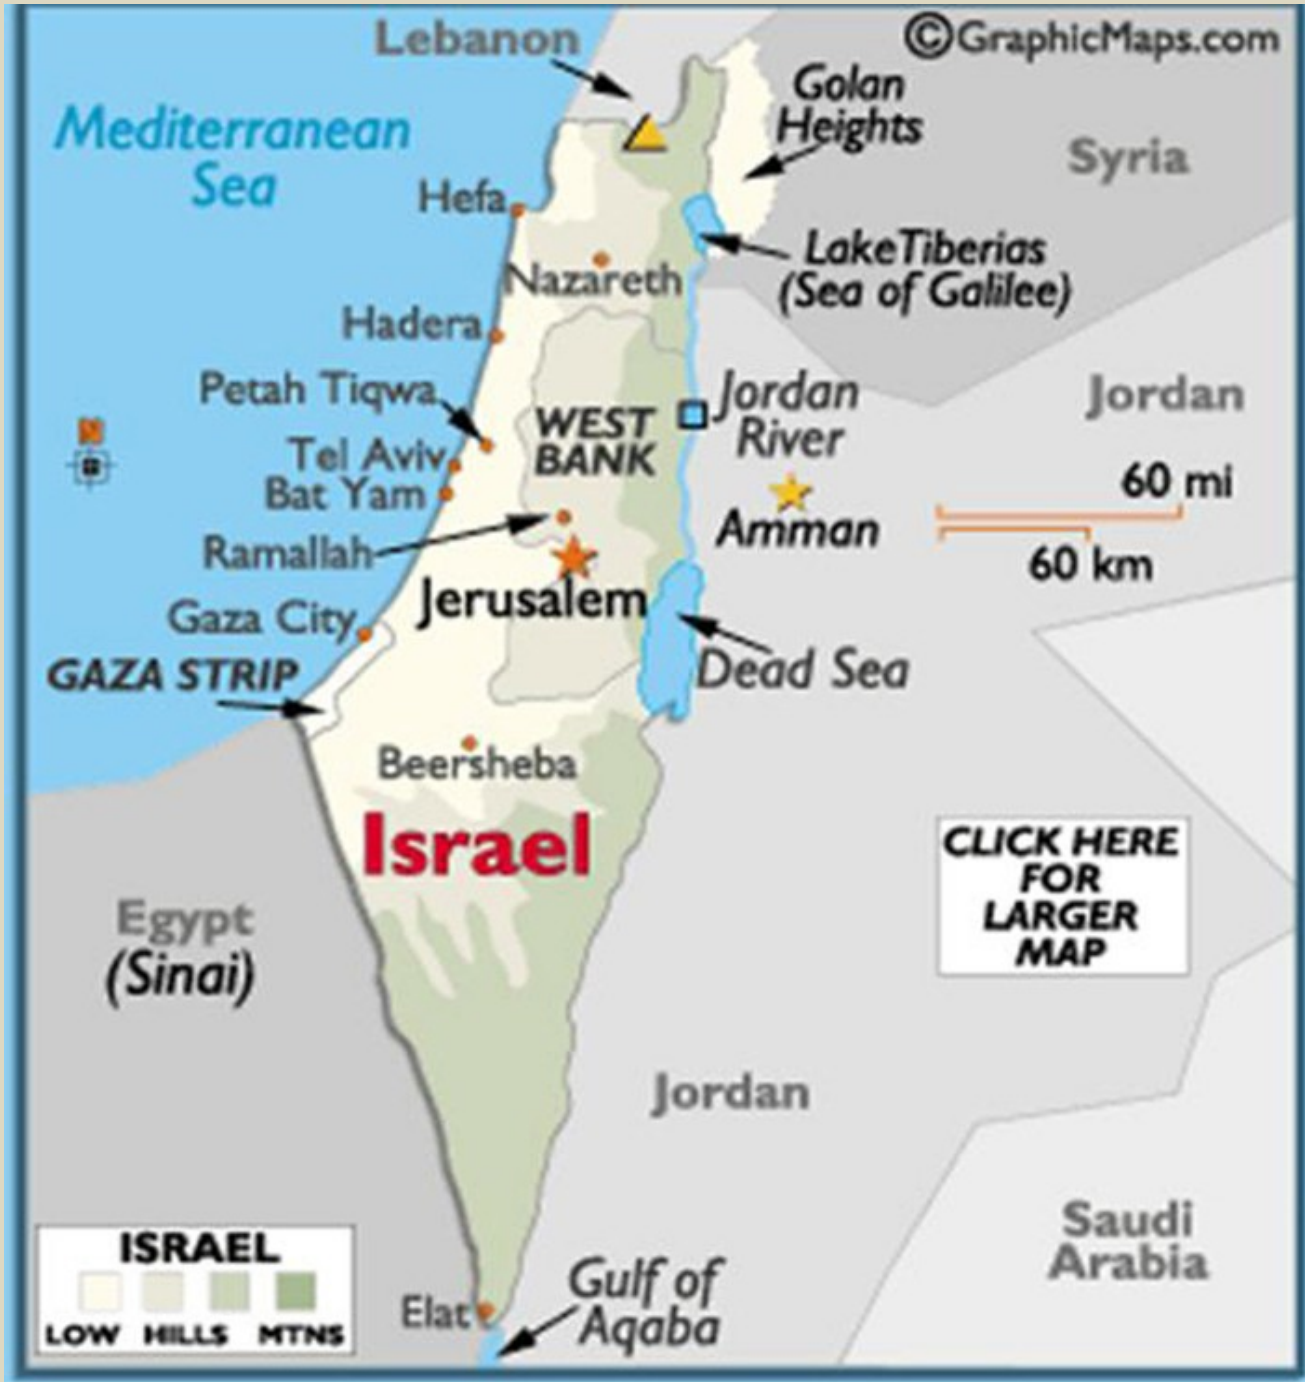 Lebanon
©GraphicMaps.com
Golan
Heights
Mediterranean
Sea
Syria
Hefa
Lake Tiberias
(Sea of Galilee)
Nazareth
Hadera
Petah Tiqwa
Jordan
River
Jordan
WEST
BANK
Tel Aviv
Bat Yam
60 mi
Amman
Ramallah
60 km
Jerusalem
Gaza City
GAZA STRIP
Dead Sea
Beersheba
Israel
CLICK HERE
FOR
LARGER
MAP
Egypt
(Sinai)
Jordan
Saudi
Arabia
ISRAEL
LOW HILLS MTNS
Gulf of
Aqaba
Elat